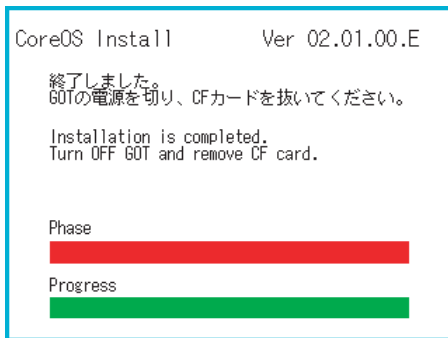 CoreOS Install Ver 02.01.00.E
終了しました。
GOTの電源を切り、CFカードを抜いてください。
Installation is completed.
Turn OFF GOT and remove CF card.
Phase
Progress